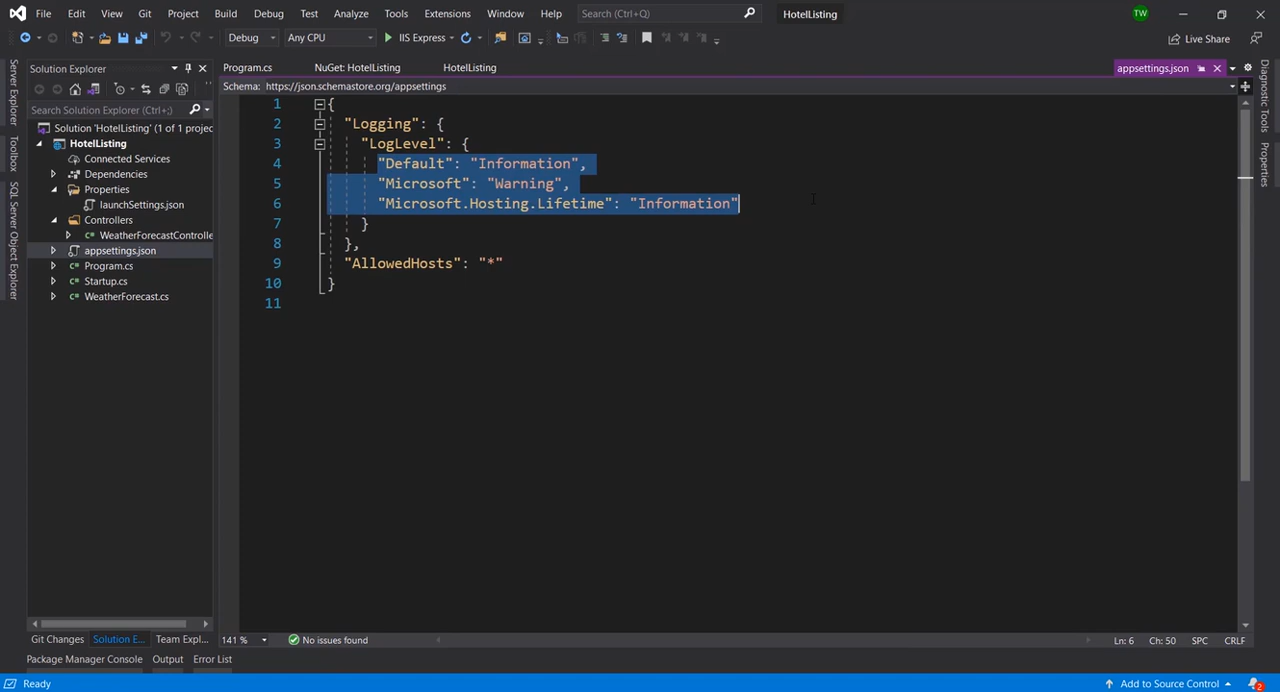 File Edit View Git Project Build Debug Test Analyze Tools Extensions Window Help Search (Ctrl+Q) HotelListing TW
Debug Any CPU IIS Express Live Share
Server Explorer
Toolbox
SQL Server Object Explorer
Solution Explorer
Search Solution Explorer (Ctrl+;)
Solution 'HotelListing' (1 of 1 projec
HotelListing
Connected Services
Dependencies
Properties
launchSettings.json
Controllers
WeatherForecastControlle
appsettings.json
Program.cs
Startup.cs
WeatherForecast.cs
Git Changes Solution E... Team Expl...
Program.cs NuGet: HotelListing HotelListing appsettings.json
Schema: https://json.schemastore.org/appsettings
1 {
2 "Logging": {
3 "LogLevel": {
4 "Default": "Information",
5 "Microsoft": "Warning",
6 "Microsoft.Hosting.Lifetime": "Information"
7 }
8 },
9 "AllowedHosts": "*"
10 }
11
141 % No issues found Ln: 6 Ch: 50 SPC CRLF
Diagnostic Tools
Properties
Package Manager Console Output Error List
Ready Add to Source Control 2